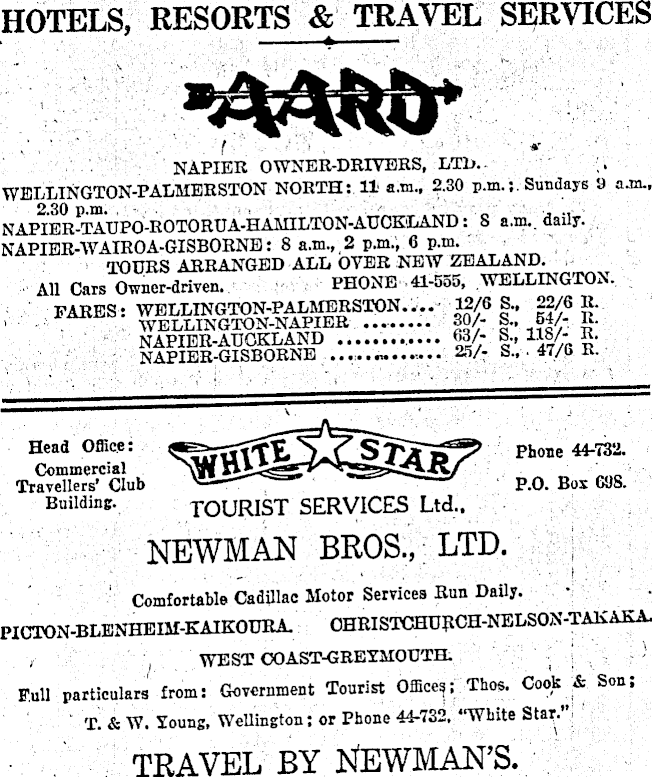 HOTELS, RESORTS & TRAVEL SERVICES
AARD
NAPIER OWNER-DRIVERS, LTD.
WELLINGTON-PALMERSTON NORTH: 11 a.m., 2.30 p.m.; Sundays 9 a.m.,
2.30 p.m.
NAPIER-TAUPO-ROTORUA-HAMILTON-AUCKLAND: 8 a.m. daily.
NAPIER-WAIROA-GISBORNE: 8 a.m., 2 p.m., 6 p.m.
TOURS ARRANGED ALL OVER NEW ZEALAND.
All Cars Owner-driven. PHONE 41-555, WELLINGTON.
FARES: WELLINGTON-PALMERSTON.... 12/6 S., 22/6 R.
WELLINGTON-NAPIER ........ 30/- S., 54/- R.
NAPIER-AUCKLAND ............ 63/- S., 118/- R.
NAPIER-GISBORNE ............. 25/- S., 47/6 R.
Head Office:
Commercial
Travellers' Club
Building.
WHITE STAR
TOURIST SERVICES Ltd.,
Phone 44-732.
P.O. Box 698.
NEWMAN BROS., LTD.
Comfortable Cadillac Motor Services Run Daily.
PICTON-BLENHEIM-KAIKOURA. CHRISTCHURCH-NELSON-TAKAKA.
WEST COAST-GREYMOUTH.
Full particulars from: Government Tourist Offices; Thos. Cook & Son;
T. & W. Young, Wellington; or Phone 44-732, "White Star."
TRAVEL BY NEWMAN'S.